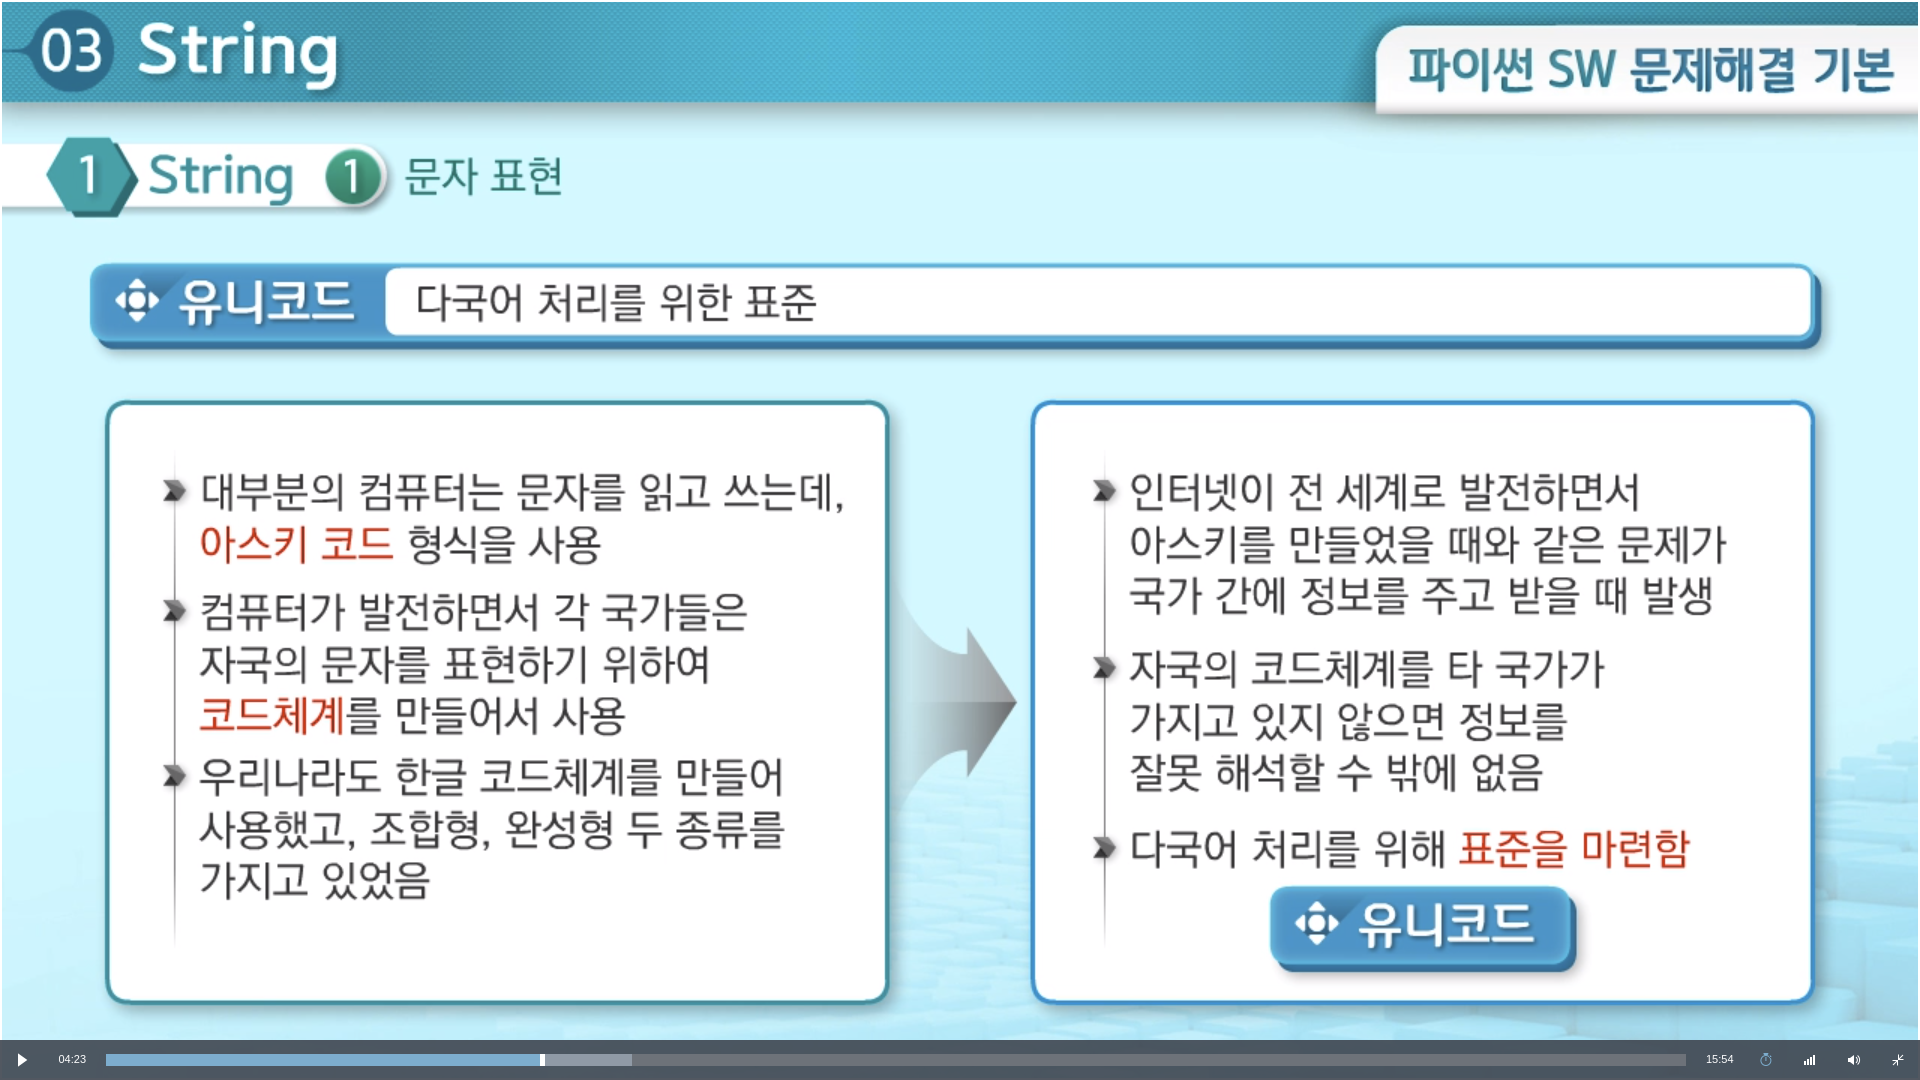 03 String
파이썬 SW 문제해결 기본
1 String 1 문자 표현
유니코드 다국어 처리를 위한 표준
대부분의 컴퓨터는 문자를 읽고 쓰는데,
아스키 코드 형식을 사용
컴퓨터가 발전하면서 각 국가들은
자국의 문자를 표현하기 위하여
코드체계를 만들어서 사용
우리나라도 한글 코드체계를 만들어
사용했고, 조합형, 완성형 두 종류를
가지고 있었음
인터넷이 전 세계로 발전하면서
아스키를 만들었을 때와 같은 문제가
국가 간에 정보를 주고 받을 때 발생
자국의 코드체계를 타 국가가
가지고 있지 않으면 정보를
잘못 해석할 수 밖에 없음
다국어 처리를 위해 표준을 마련함
유니코드
04:23
15:54